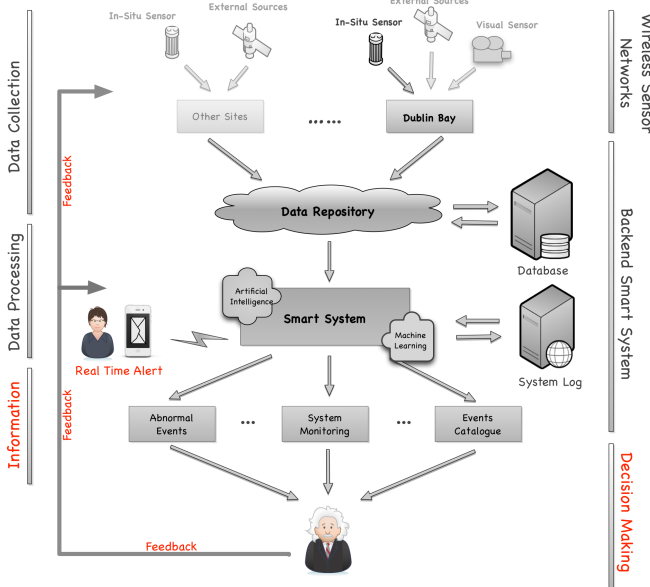 External Sources
External Sources
In-Situ Sensor
In-Situ Sensor
Visual Sensor
Wireless Sensor
Networks
Data Collection
Other Sites
......
Dublin Bay
Feedback
Data Repository
Backend Smart System
Database
Data Processing
Artificial
Intelligence
Smart System
Machine
Learning
Real Time Alert
System Log
Information
Feedback
Abnormal
Events
...
System
Monitoring
...
Events
Catalogue
Decision Making
Feedback